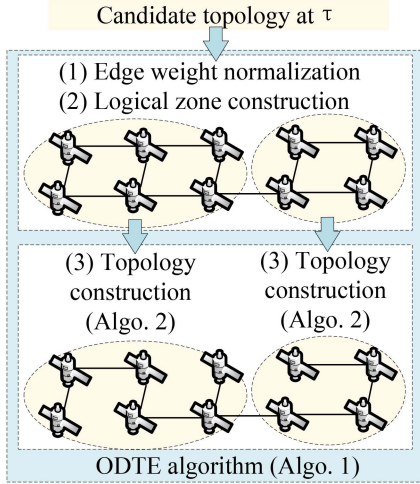 Candidate topology at τ
(1) Edge weight normalization
(2) Logical zone construction
(3) Topology
construction
(Algo. 2)
(3) Topology
construction
(Algo. 2)
ODTE algorithm (Algo. 1)